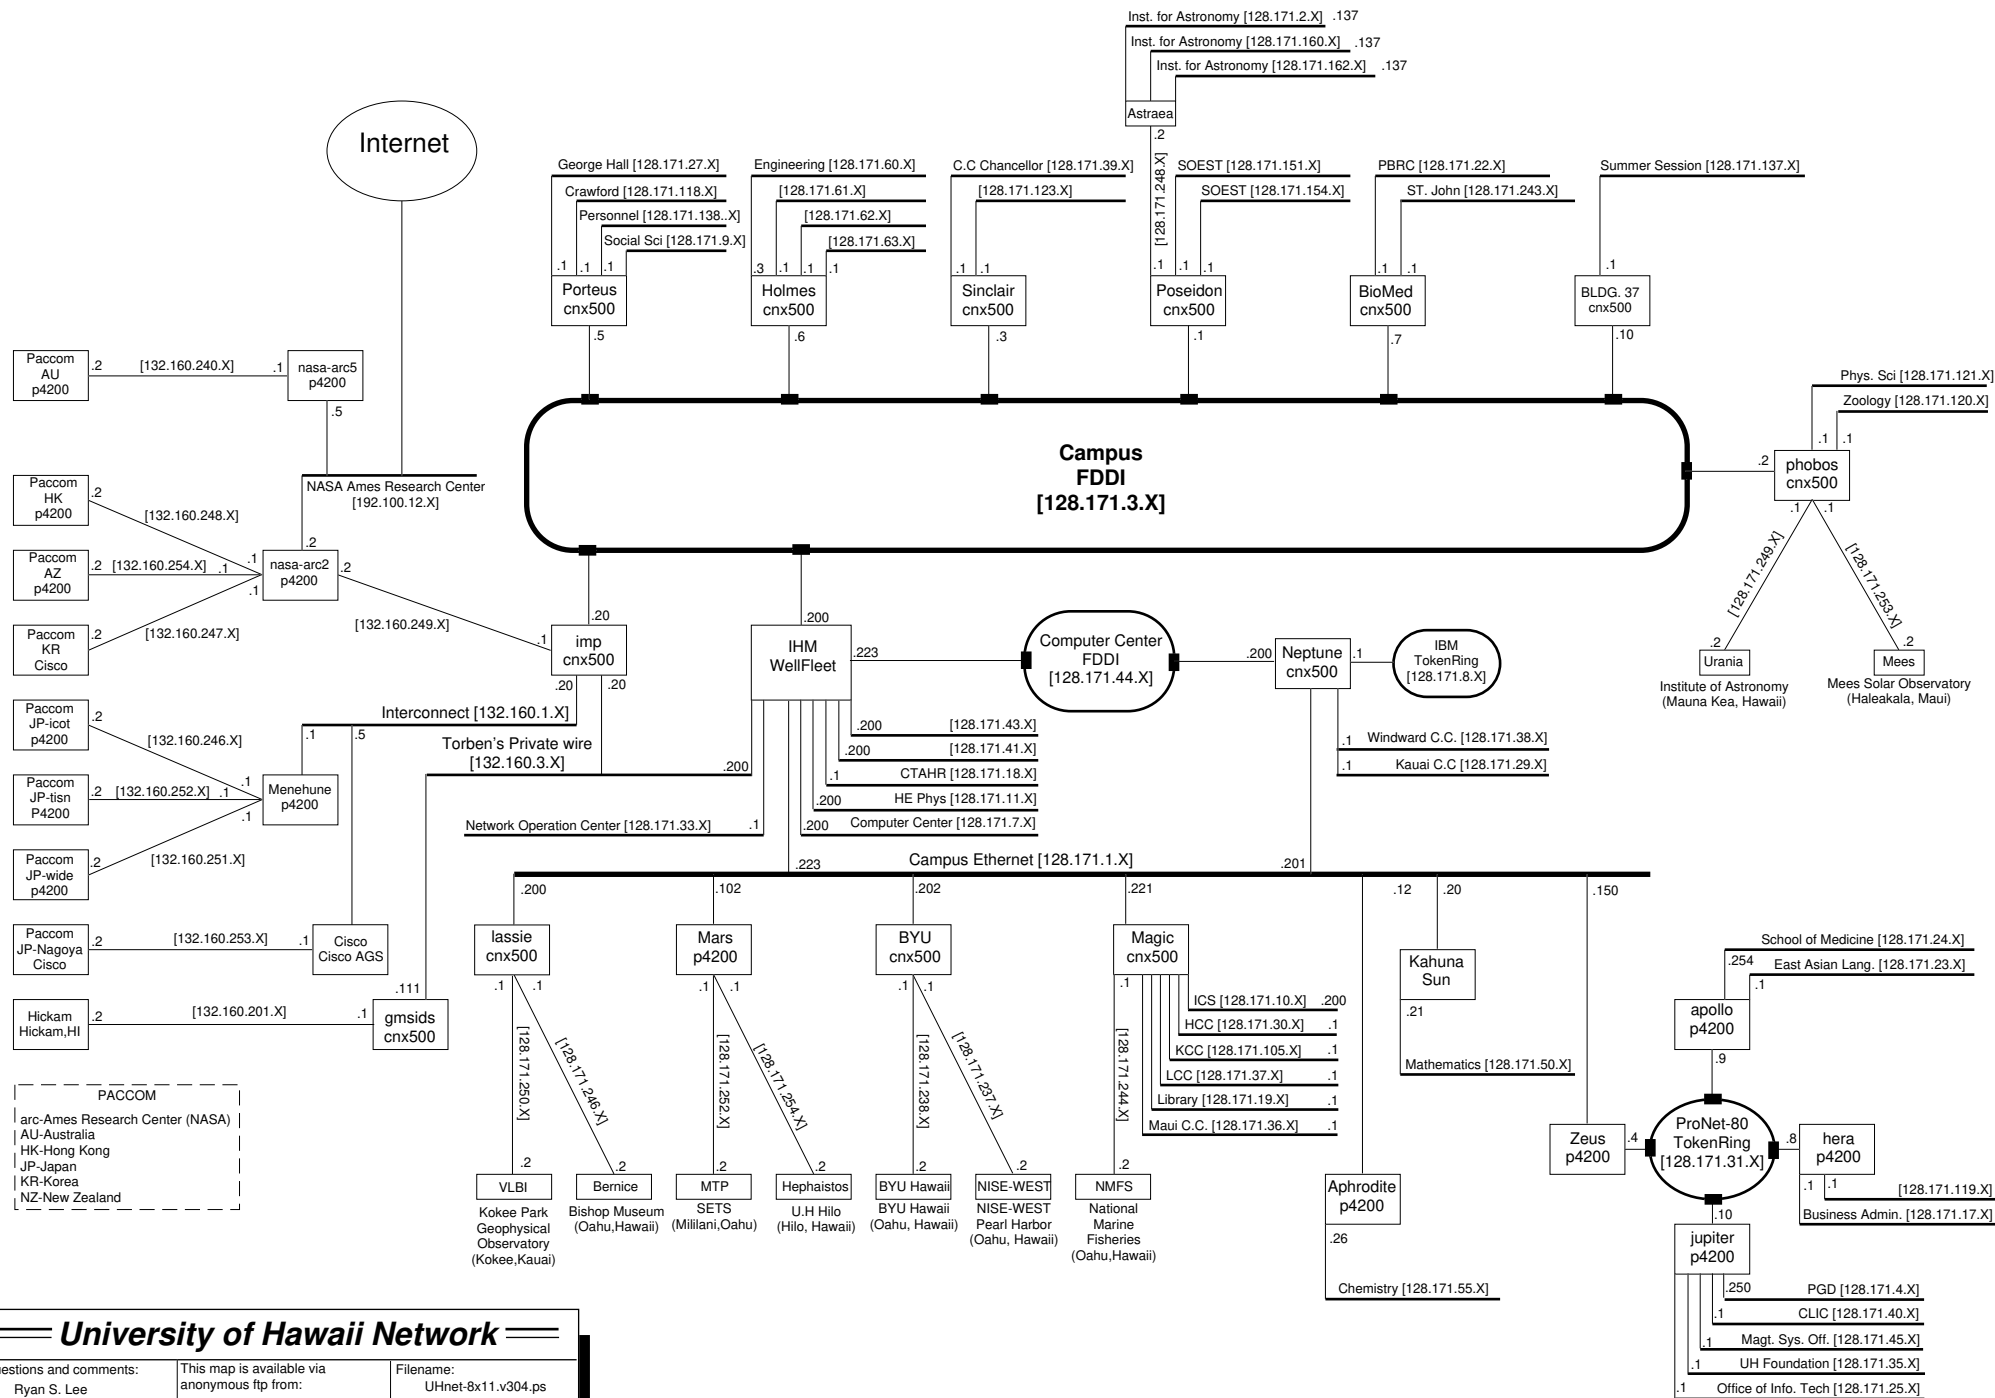 Inst. for Astronomy [128.171.2.X] .137
Inst. for Astronomy [128.171.160.X] .137
Inst. for Astronomy [128.171.162.X] .137
Astraea
.2
[128.171.248.X]
Internet
George Hall [128.171.27.X]
Crawford [128.171.118.X]
Personnel [128.171.138..X]
Social Sci [128.171.9.X]
.1 .1 .1
Porteus
cnx500
.5
Engineering [128.171.60.X]
[128.171.61.X]
[128.171.62.X]
[128.171.63.X]
.3 .1 .1 .1
Holmes
cnx500
.6
C.C Chancellor [128.171.39.X]
[128.171.123.X]
.1 .1
Sinclair
cnx500
.3
SOEST [128.171.151.X]
SOEST [128.171.154.X]
.1 .1 .1
Poseidon
cnx500
.1
PBRC [128.171.22.X]
ST. John [128.171.243.X]
.1 .1
BioMed
cnx500
.7
Summer Session [128.171.137.X]
.1
BLDG. 37
cnx500
.10
Campus
FDDI
[128.171.3.X]
Phys. Sci [128.171.121.X]
Zoology [128.171.120.X]
.1 .1
.2
phobos
cnx500
.1 .1
[128.171.249.X]
[128.171.253.X]
.2
Urania
Institute of Astronomy
(Mauna Kea, Hawaii)
.2
Mees
Mees Solar Observatory
(Haleakala, Maui)
Paccom
AU
p4200
.2 [132.160.240.X] .1
nasa-arc5
p4200
.5
NASA Ames Research Center
[192.100.12.X]
Paccom
HK
p4200
.2
[132.160.248.X]
.1
Paccom
AZ
p4200
.2 [132.160.254.X] .1
Paccom
KR
Cisco
.2
[132.160.247.X]
.1
.2
nasa-arc2
p4200
.2
[132.160.249.X]
.1
.20
imp
cnx500
.20 .20
Interconnect [132.160.1.X]
.1 .5
Torben's Private wire
[132.160.3.X]
.200
Paccom
JP-icot
p4200
.2
[132.160.246.X]
.1
Paccom
JP-tisn
P4200
.2 [132.160.252.X] .1
Paccom
JP-wide
p4200
.2
[132.160.251.X]
.1
Menehune
p4200
Paccom
JP-Nagoya
Cisco
.2 [132.160.253.X] .1
Cisco
Cisco AGS
Hickam
Hickam,HI
.2 [132.160.201.X] .1
.111
gmsids
cnx500
.200
IHM
WellFleet
.223
Computer Center
FDDI
[128.171.44.X]
.200
Neptune
cnx500
.1
IBM
TokenRing
[128.171.8.X]
.200 [128.171.43.X]
.200 [128.171.41.X]
.1 CTAHR [128.171.18.X]
.200 HE Phys [128.171.11.X]
.200 Computer Center [128.171.7.X]
Network Operation Center [128.171.33.X] .1
.1 Windward C.C. [128.171.38.X]
.1 Kauai C.C [128.171.29.X]
.223 Campus Ethernet [128.171.1.X] .201
.200
lassie
cnx500
.1 .1
[128.171.250.X]
[128.171.246.X]
.2
VLBI
Kokee Park
Geophysical
Observatory
(Kokee,Kauai)
.2
Bernice
Bishop Museum
(Oahu,Hawaii)
.102
Mars
p4200
.1 .1
[128.171.252.X]
[128.171.254.X]
.2
MTP
SETS
(Mililani,Oahu)
.2
Hephaistos
U.H Hilo
(Hilo, Hawaii)
.202
BYU
cnx500
.1 .1
[128.171.238.X]
[128.171.237.X]
.2
BYU Hawaii
BYU Hawaii
(Oahu, Hawaii)
.2
NISE-WEST
NISE-WEST
Pearl Harbor
(Oahu, Hawaii)
.221
Magic
cnx500
.1
[128.171.244.X]
ICS [128.171.10.X] .200
HCC [128.171.30.X] .1
KCC [128.171.105.X] .1
LCC [128.171.37.X] .1
Library [128.171.19.X] .1
Maui C.C. [128.171.36.X] .1
.2
NMFS
National
Marine
Fisheries
(Oahu,Hawaii)
.12
Aphrodite
p4200
.26
Chemistry [128.171.55.X]
.20
Kahuna
Sun
.21
Mathematics [128.171.50.X]
.150
Zeus
p4200
.4
ProNet-80
TokenRing
[128.171.31.X]
School of Medicine [128.171.24.X]
.254
East Asian Lang. [128.171.23.X]
.1
apollo
p4200
.9
.8
hera
p4200
.1 .1
[128.171.119.X]
Business Admin. [128.171.17.X]
.10
jupiter
p4200
.250 PGD [128.171.4.X]
.1 CLIC [128.171.40.X]
.1 Magt. Sys. Off. [128.171.45.X]
.1 UH Foundation [128.171.35.X]
.1 Office of Info. Tech [128.171.25.X]
PACCOM
arc-Ames Research Center (NASA)
AU-Australia
HK-Hong Kong
JP-Japan
KR-Korea
NZ-New Zealand
University of Hawaii Network
estions and comments:
Ryan S. Lee
This map is available via
anonymous ftp from:
Filename:
UHnet-8x11.v304.ps